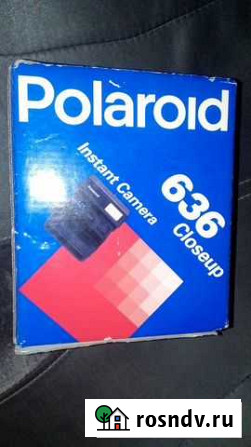 Polaroid
Instant Camera
636
Closeup
rosndv.ru